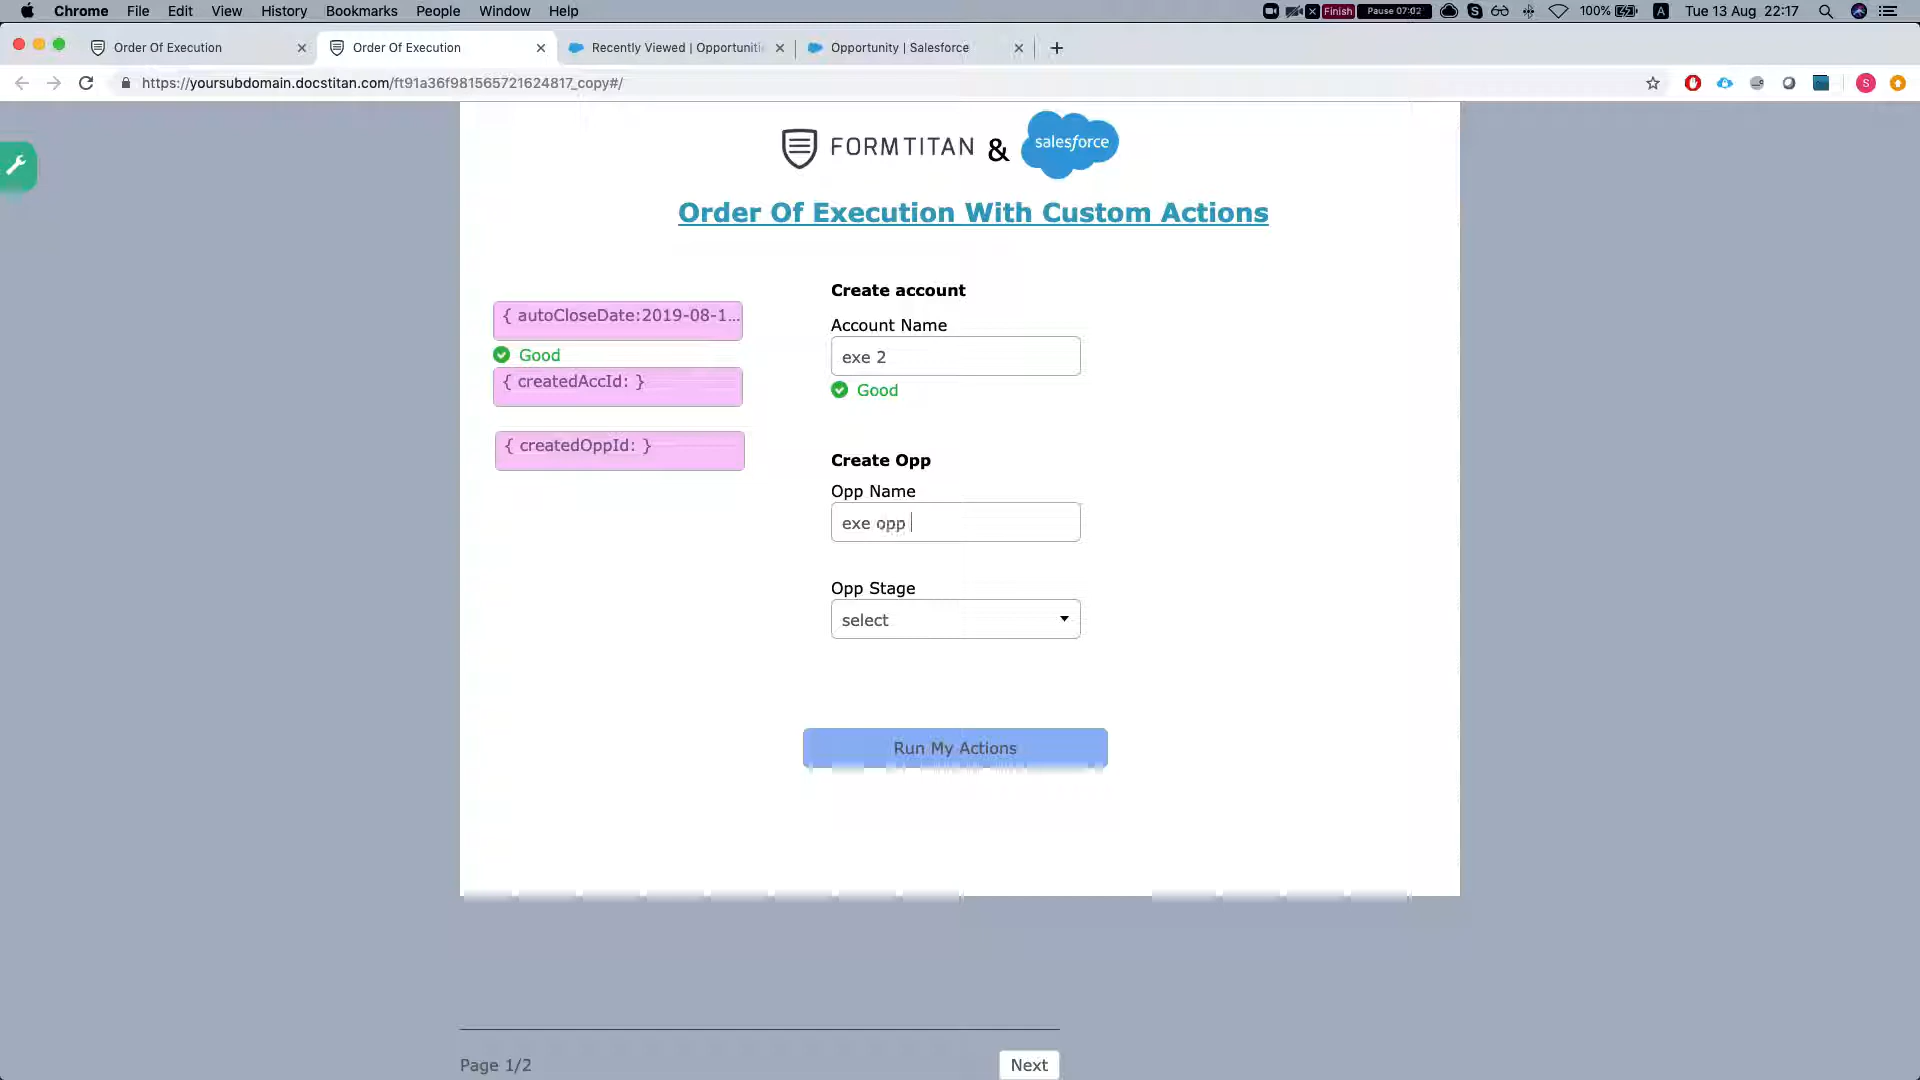 Chrome File Edit View History Bookmarks People Window Help Finish Pause 07:02 S 100% A Tue 13 Aug 22:17
Order Of Execution Order Of Execution Recently Viewed | Opportuniti Opportunity | Salesforce
https://yoursubdomain.docstitan.com/ft91a36f981565721624817_copy#/ S
FORMTITAN & salesforce
Order Of Execution With Custom Actions
Create account
{ autoCloseDate:2019-08-1...
Account Name
Good
exe 2
{ createdAccId: }
Good
{ createdOppId: }
Create Opp
Opp Name
exe opp
Opp Stage
select
Run My Actions
Page 1/2
Next